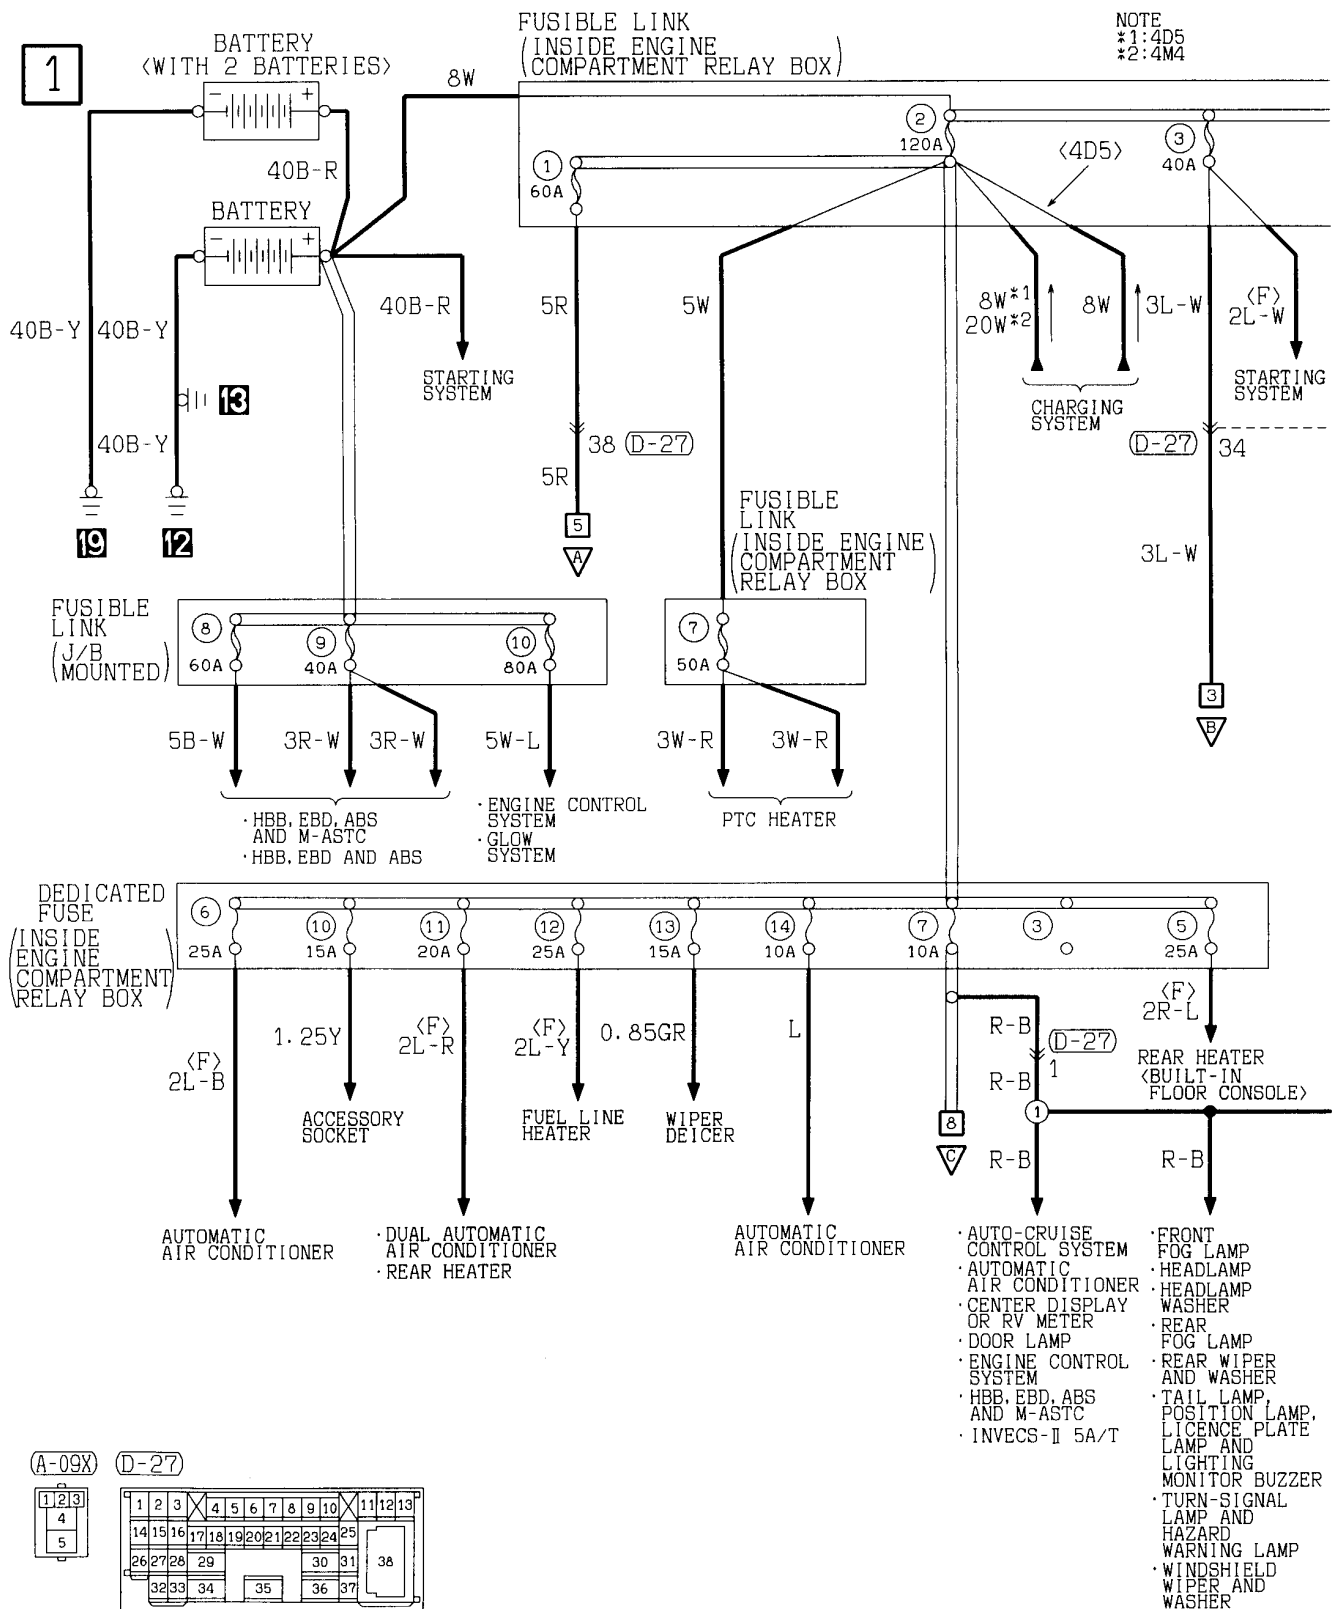 1
BATTERY
<WITH 2 BATTERIES>
8W
FUSIBLE LINK
(INSIDE ENGINE
COMPARTMENT RELAY BOX)
NOTE
*1:4D5
*2:4M4
- +
40B-R
2
120A
3
40A
<4D5>
1
60A
BATTERY
- +
40B-Y
40B-Y
40B-R
5R
5W
8W*1
20W*2
8W
3L-W
<F>
2L-W
STARTING
SYSTEM
STARTING
SYSTEM
CHARGING
SYSTEM
13
40B-Y
38 (D-27)
5R
(D-27) 34
19
12
5
A
FUSIBLE
LINK
(INSIDE ENGINE
COMPARTMENT
RELAY BOX)
3L-W
FUSIBLE
LINK
(J/B
MOUNTED)
8
60A
9
40A
10
80A
7
50A
3
B
5B-W
3R-W
3R-W
5W-L
3W-R
3W-R
·HBB, EBD, ABS
AND M-ASTC
·HBB, EBD AND ABS
·ENGINE CONTROL
SYSTEM
·GLOW
SYSTEM
PTC HEATER
DEDICATED
FUSE
(INSIDE
ENGINE
COMPARTMENT
RELAY BOX)
6
25A
10
15A
11
20A
12
25A
13
15A
14
10A
7
10A
3
5
25A
<F>
2L-B
1.25Y
<F>
2L-R
<F>
2L-Y
0.85GR
L
R-B
(D-27)
1
R-B
<F>
2R-L
REAR HEATER
<BUILT-IN
FLOOR CONSOLE>
ACCESSORY
SOCKET
FUEL LINE
HEATER
WIPER
DEICER
8
C
1
R-B
R-B
AUTOMATIC
AIR CONDITIONER
·DUAL AUTOMATIC
AIR CONDITIONER
·REAR HEATER
AUTOMATIC
AIR CONDITIONER
·AUTO-CRUISE
CONTROL SYSTEM
·AUTOMATIC
AIR CONDITIONER
·CENTER DISPLAY
OR RV METER
·DOOR LAMP
·ENGINE CONTROL
SYSTEM
·HBB, EBD, ABS
AND M-ASTC
·INVECS-Ⅱ 5A/T
·FRONT
FOG LAMP
·HEADLAMP
·HEADLAMP
WASHER
·REAR
FOG LAMP
·REAR WIPER
AND WASHER
·TAIL LAMP,
POSITION LAMP,
LICENCE PLATE
LAMP AND
LIGHTING
MONITOR BUZZER
·TURN-SIGNAL
LAMP AND
HAZARD
WARNING LAMP
·WINDSHIELD
WIPER AND
WASHER
(A-09X)
1 2 3
4
5
(D-27)
1 2 3 4 5 6 7 8 9 10 11 12 13
14 15 16 17 18 19 20 21 22 23 24 25
26 27 28 29 30 31 38
32 33 34 35 36 37